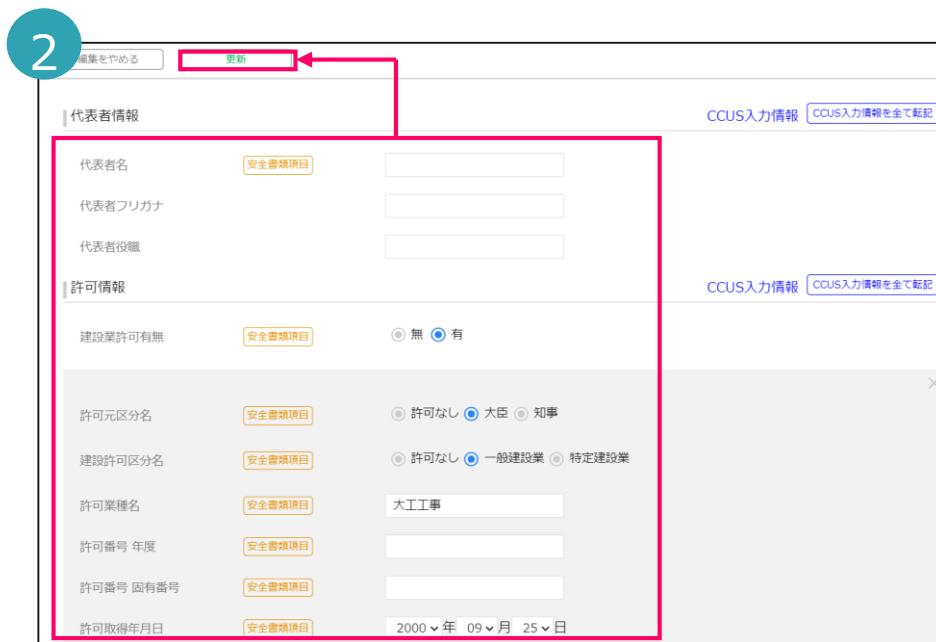 2
編集をやめる 更新
代表者情報 CCUS入力情報 CCUS入力情報を全て転記
代表者名 安全書類項目
代表者フリガナ
代表者役職
許可情報 CCUS入力情報 CCUS入力情報を全て転記
建設業許可有無 安全書類項目 無 有
許可元区分名 安全書類項目 許可なし 大臣 知事
建設許可区分名 安全書類項目 許可なし 一般建設業 特定建設業
許可業種名 安全書類項目 大工工事
許可番号 年度 安全書類項目
許可番号 固有番号 安全書類項目
許可取得年月日 安全書類項目 2000 年 09 月 25 日